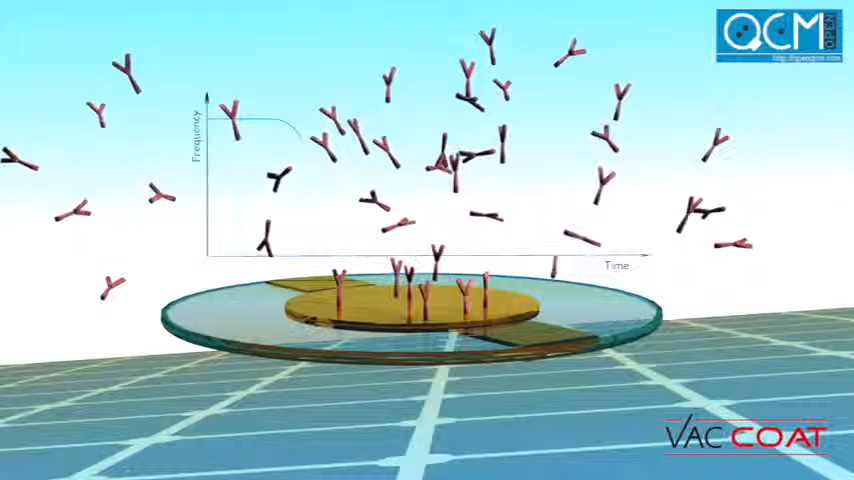 QCM
OPEN
http://openqcm.com
Frequency
Time
VACCOAT